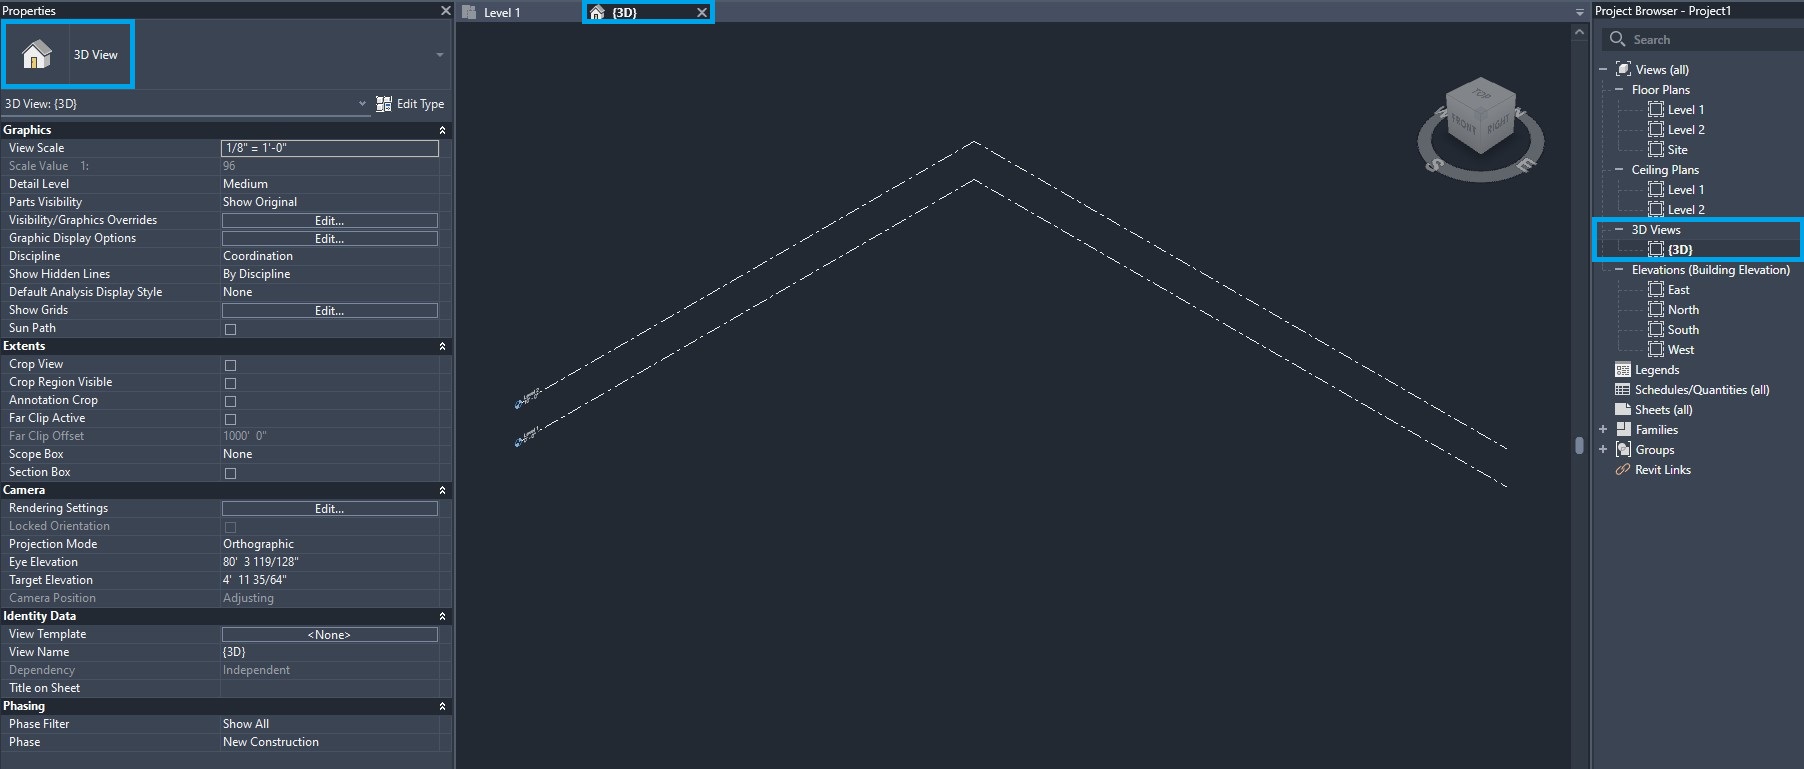 Properties
3D View
3D View: {3D}
Edit Type
Graphics
View Scale 1/8" = 1'-0"
Scale Value 1: 96
Detail Level Medium
Parts Visibility Show Original
Visibility/Graphics Overrides Edit...
Graphic Display Options Edit...
Discipline Coordination
Show Hidden Lines By Discipline
Default Analysis Display Style None
Show Grids Edit...
Sun Path
Extents
Crop View
Crop Region Visible
Annotation Crop
Far Clip Active
Far Clip Offset 1000' 0"
Scope Box None
Section Box
Camera
Rendering Settings Edit...
Locked Orientation
Projection Mode Orthographic
Eye Elevation 80' 3 119/128"
Target Elevation 4' 11 35/64"
Camera Position Adjusting
Identity Data
View Template <None>
View Name {3D}
Dependency Independent
Title on Sheet
Phasing
Phase Filter Show All
Phase New Construction
Level 1
{3D}
TOP
FRONT
RIGHT
W
N
S
E
Level 2
Level 1
Project Browser - Project1
Search
Views (all)
Floor Plans
Level 1
Level 2
Site
Ceiling Plans
Level 1
Level 2
3D Views
{3D}
Elevations (Building Elevation)
East
North
South
West
Legends
Schedules/Quantities (all)
Sheets (all)
Families
Groups
Revit Links